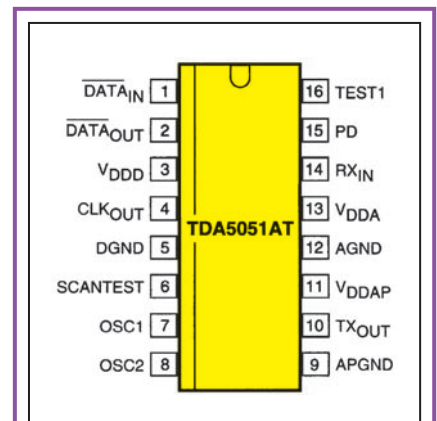 DATAIN 1
DATAOUT 2
VDDD 3
CLKOUT 4
DGND 5
SCANTEST 6
OSC1 7
OSC2 8
TDA5051AT
16 TEST1
15 PD
14 RXIN
13 VDDA
12 AGND
11 VDDAP
10 TXOUT
9 APGND